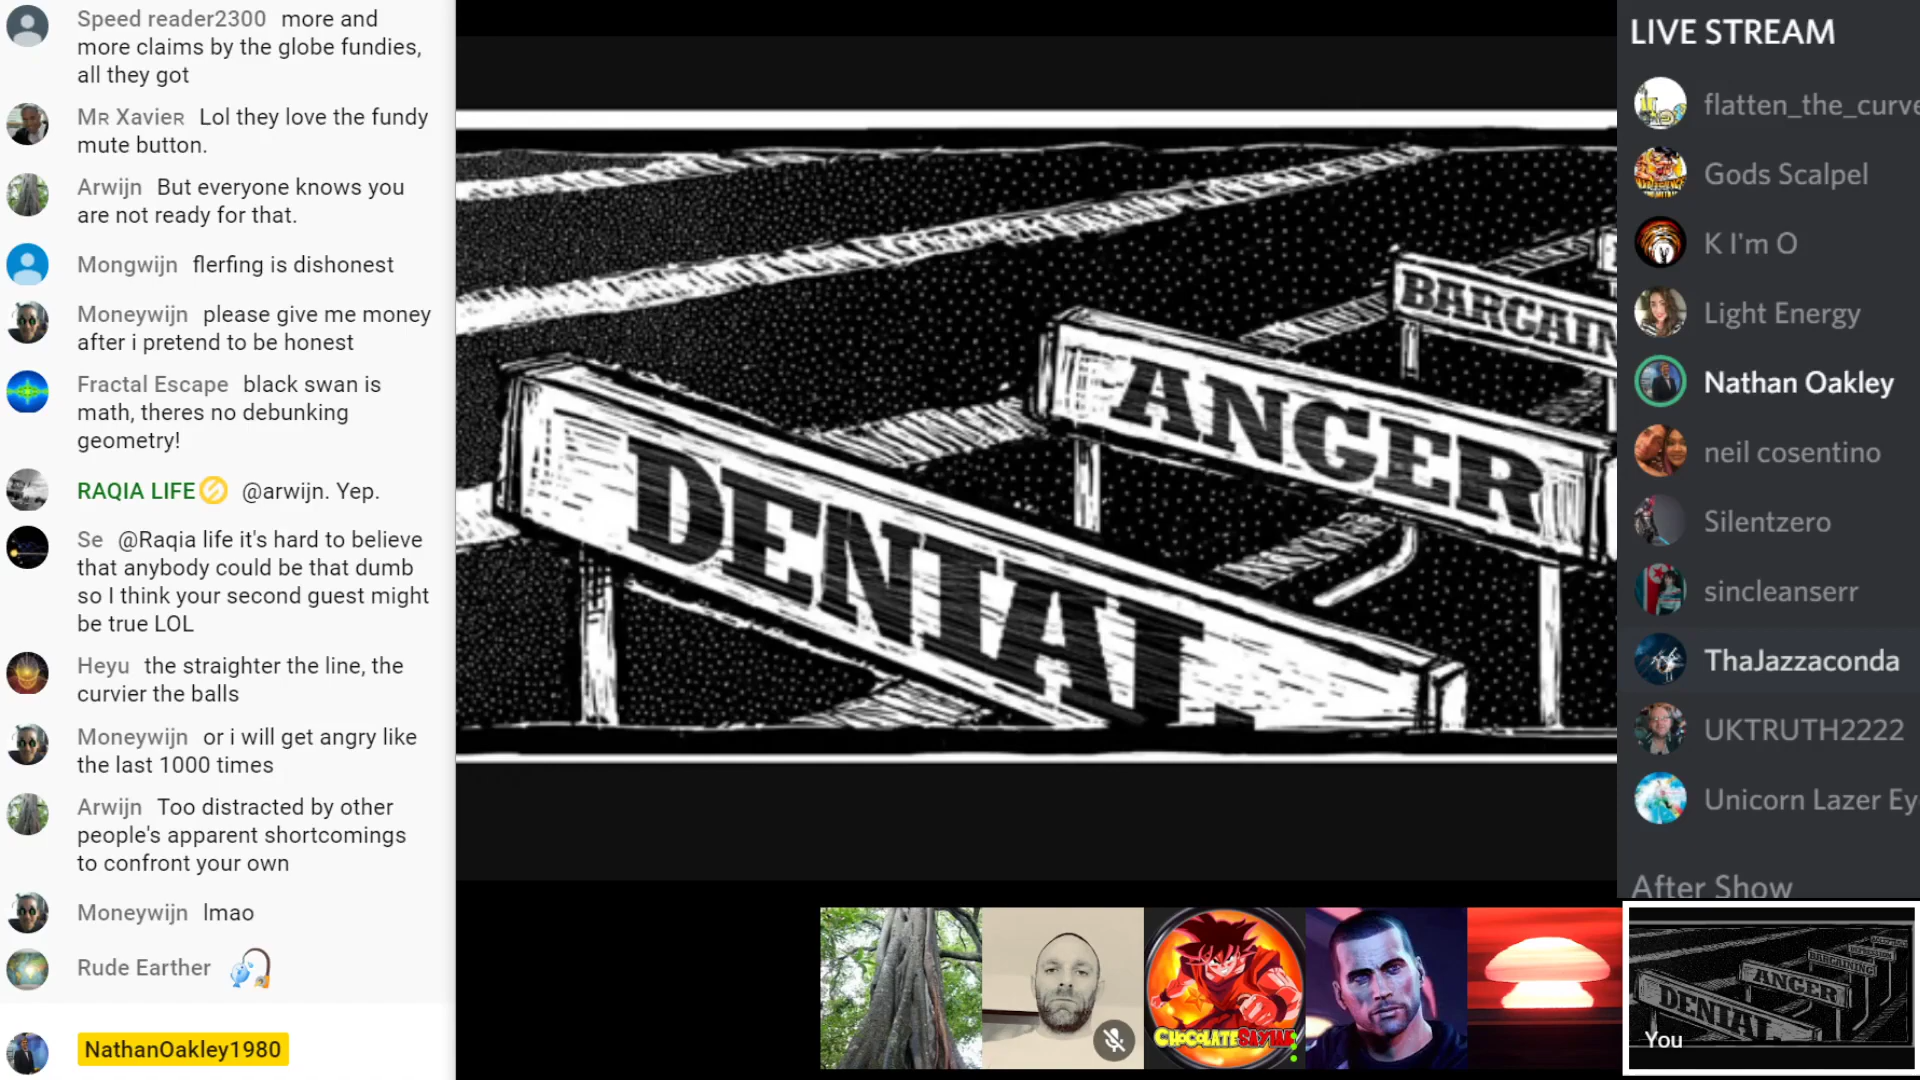 Speed reader2300 more and
more claims by the globe fundies,
all they got
MR XAVIER Lol they love the fundy
mute button.
Arwijn But everyone knows you
are not ready for that.
Mongwijn flerfing is dishonest
Moneywijn please give me money
after i pretend to be honest
Fractal Escape black swan is
math, theres no debunking
geometry!
RAQIA LIFE @arwijn. Yep.
Se @Raqia life it's hard to believe
that anybody could be that dumb
so I think your second guest might
be true LOL
Heyu the straighter the line, the
curvier the balls
Moneywijn or i will get angry like
the last 1000 times
Arwijn Too distracted by other
people's apparent shortcomings
to confront your own
Moneywijn lmao
Rude Earther
NathanOakley1980
BARGAIN
ANGER
DENIAL
LIVE STREAM
flatten_the_curve
Gods Scalpel
K I'm O
Light Energy
Nathan Oakley
neil cosentino
Silentzero
sincleanserr
ThaJazzaconda
UKTRUTH2222
Unicorn Lazer Ey
After Show
CHOCOLATE SAYIAN
BARGAINING
ANGER
DENIAL
You